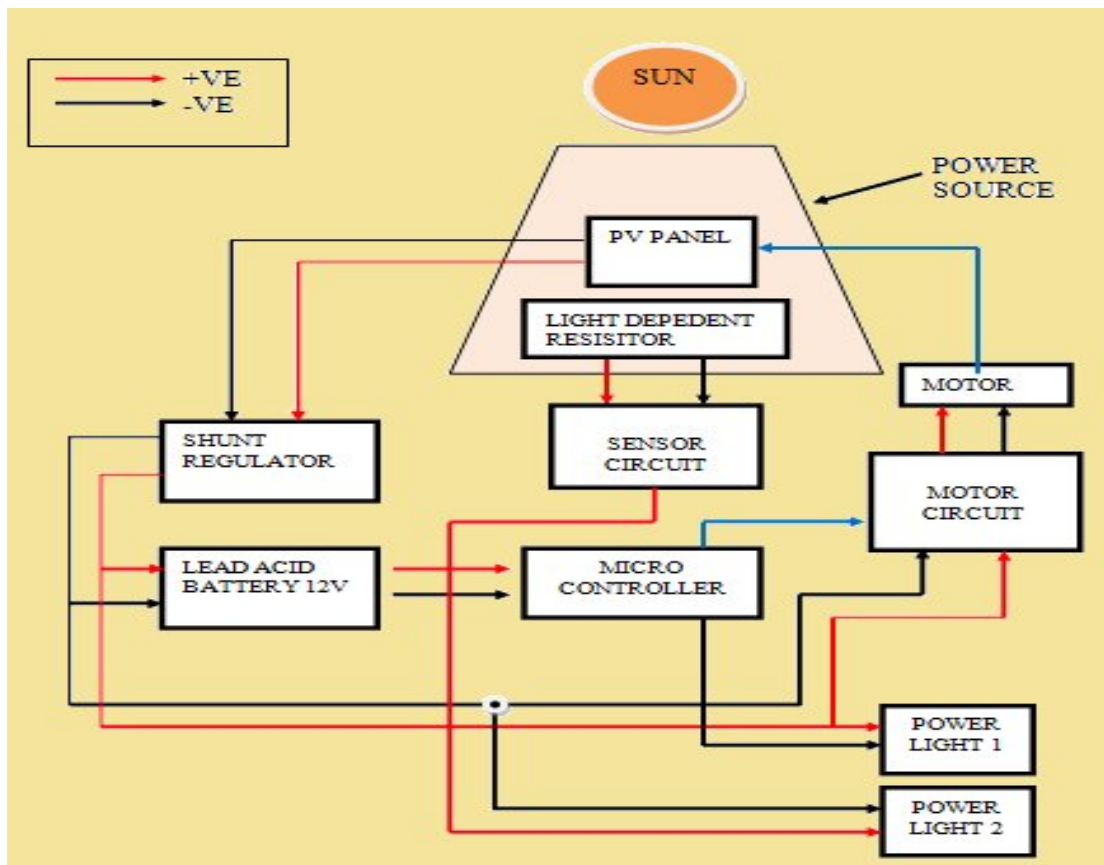 +VE
-VE
SUN
POWER
SOURCE
PV PANEL
LIGHT DEPEDENT
RESISITOR
MOTOR
SHUNT
REGULATOR
SENSOR
CIRCUIT
MOTOR
CIRCUIT
LEAD ACID
BATTERY 12V
MICRO
CONTROLLER
POWER
LIGHT 1
POWER
LIGHT 2